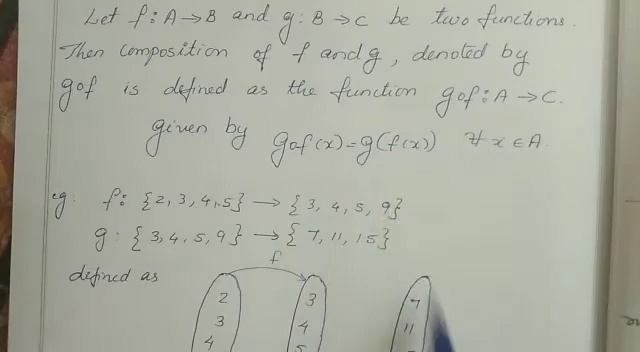 Let f : A → B and g : B → C be two functions.
Then composition of f and g, denoted by
gof is defined as the function gof : A → C.
given by gof(x) = g(f(x)) ∀ x ∈ A
eg: f: {2, 3, 4, 5} → {3, 4, 5, 9}
g: {3, 4, 5, 9} → {7, 11, 15}
defined as
f
2 3 7
3 4 11
4 5